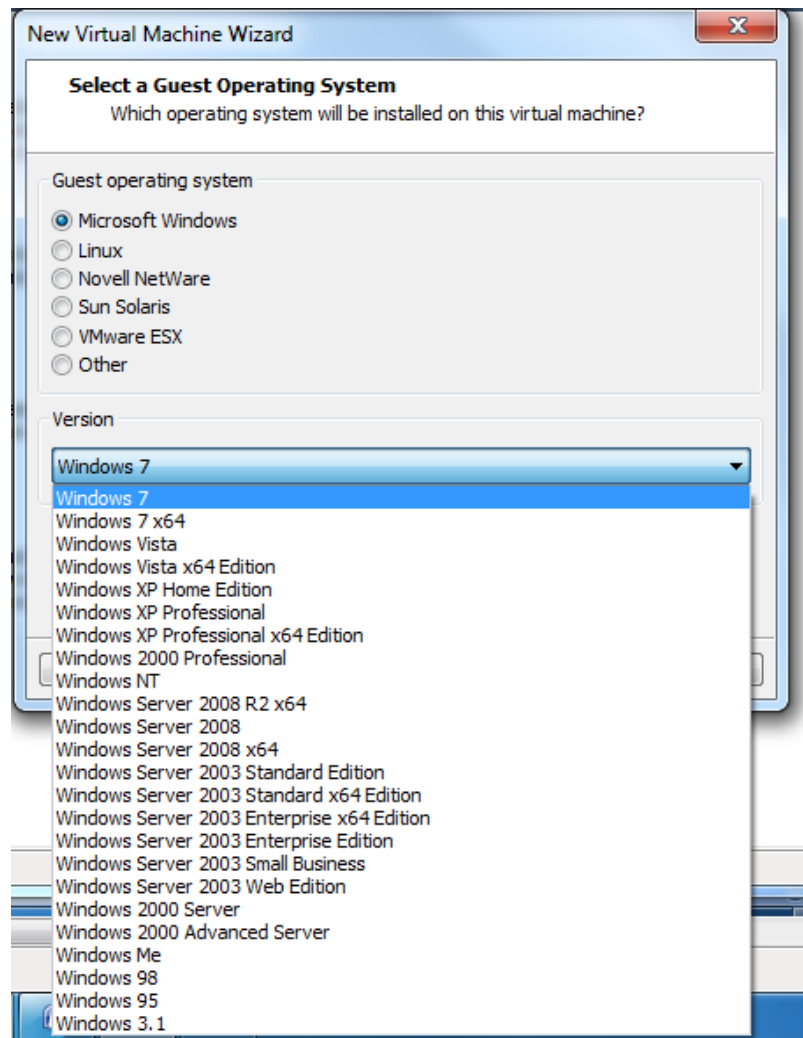 New Virtual Machine Wizard
Select a Guest Operating System
Which operating system will be installed on this virtual machine?
Guest operating system
Microsoft Windows
Linux
Novell NetWare
Sun Solaris
VMware ESX
Other
Version
Windows 7
Windows 7
Windows 7 x64
Windows Vista
Windows Vista x64 Edition
Windows XP Home Edition
Windows XP Professional
Windows XP Professional x64 Edition
Windows 2000 Professional
Windows NT
Windows Server 2008 R2 x64
Windows Server 2008
Windows Server 2008 x64
Windows Server 2003 Standard Edition
Windows Server 2003 Standard x64 Edition
Windows Server 2003 Enterprise x64 Edition
Windows Server 2003 Enterprise Edition
Windows Server 2003 Small Business
Windows Server 2003 Web Edition
Windows 2000 Server
Windows 2000 Advanced Server
Windows Me
Windows 98
Windows 95
Windows 3.1